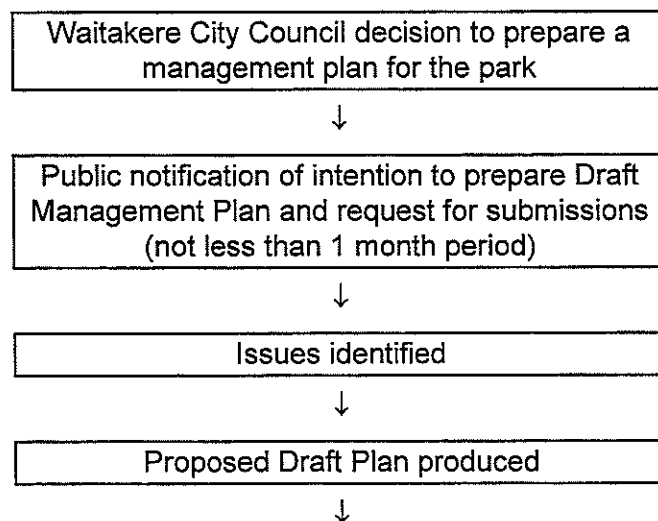 Waitakere City Council decision to prepare a
management plan for the park
↓
Public notification of intention to prepare Draft
Management Plan and request for submissions
(not less than 1 month period)
↓
Issues identified
↓
Proposed Draft Plan produced
↓